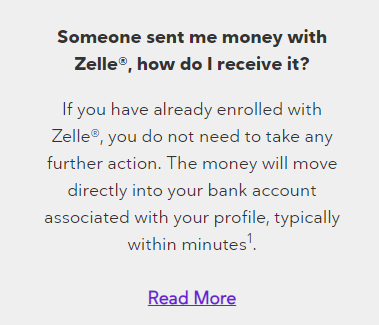 Someone sent me money with
Zelle®, how do I receive it?
If you have already enrolled with
Zelle®, you do not need to take any
further action. The money will move
directly into your bank account
associated with your profile, typically
within minutes¹.
Read More